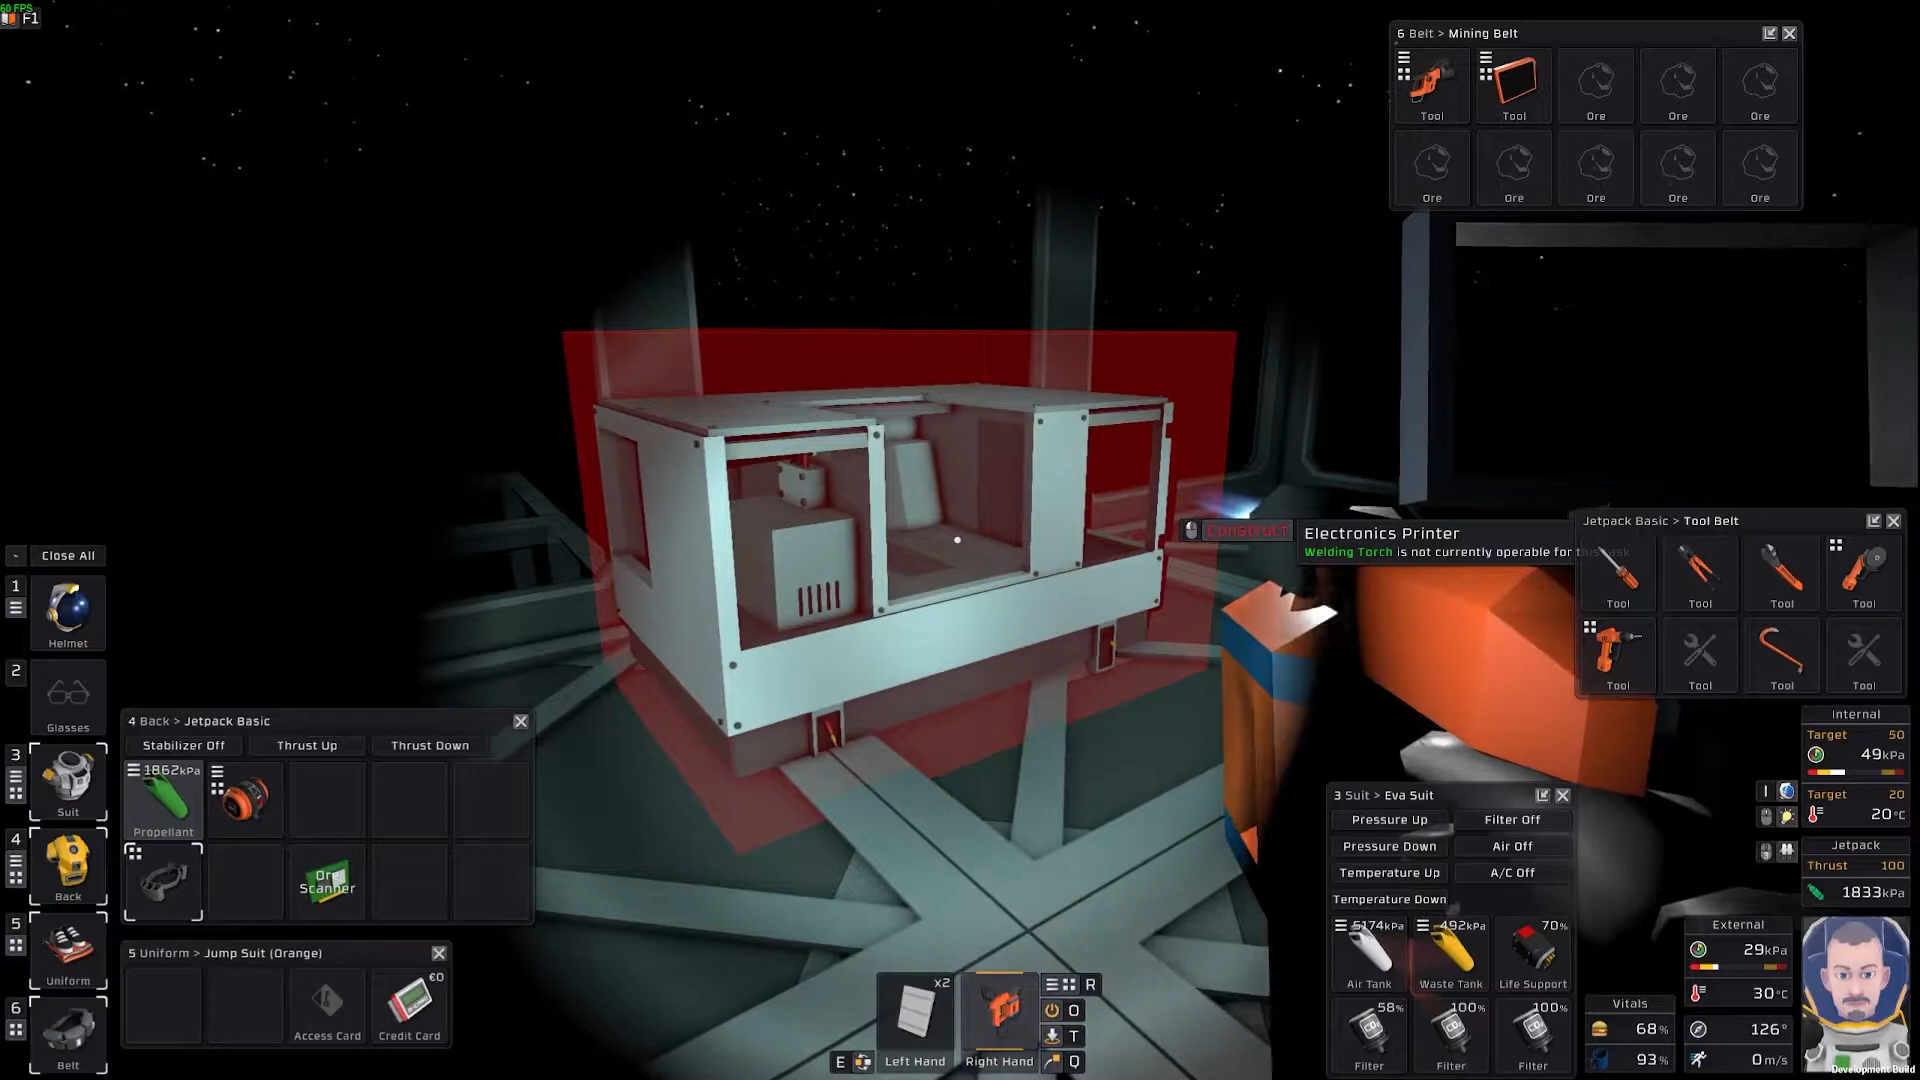 60 FPS
F1
6 Belt > Mining Belt
Tool
Tool
Ore
Ore
Ore
Ore
Ore
Ore
Ore
Ore
Construct
Electronics Printer
Welding Torch is not currently operable for this task
Jetpack Basic > Tool Belt
Tool
Tool
Tool
Tool
Tool
Tool
Tool
Tool
~
Close All
1
Helmet
2
Glasses
3
Suit
4
Back
5
Uniform
6
Belt
4 Back > Jetpack Basic
Stabilizer Off
Thrust Up
Thrust Down
1862kPa
Propellant
Ore
Scanner
5 Uniform > Jump Suit (Orange)
€0
Access Card
Credit Card
x2
R
O
T
E
Left Hand
Right Hand
Q
3 Suit > Eva Suit
Pressure Up
Filter Off
Pressure Down
Air Off
Temperature Up
A/C Off
Temperature Down
5174kPa
492kPa
70%
Air Tank
Waste Tank
Life Support
58%
100%
100%
Filter
Filter
Filter
Internal
Target 50
49kPa
Target 20
20°C
Jetpack
Thrust 100
1833kPa
External
29kPa
30°C
126°
0m/s
Vitals
68%
93%
Development Build